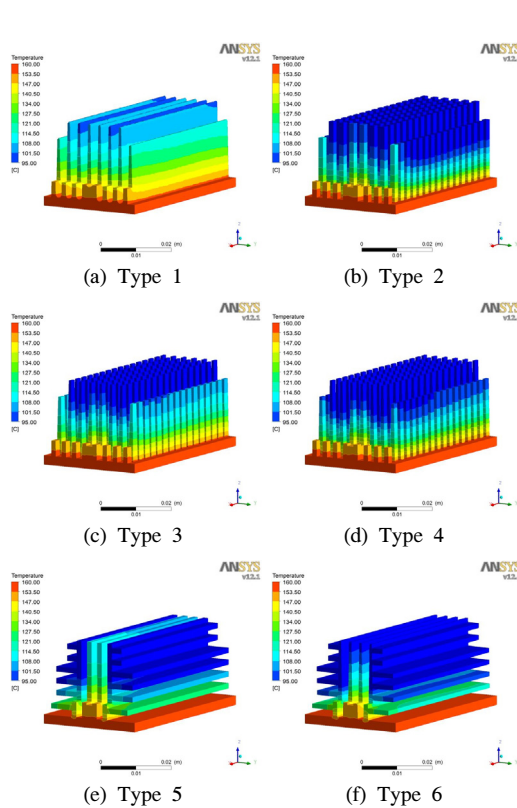 ANSYS
v12.1
Temperature
160.00
153.50
147.00
140.50
134.00
127.50
121.00
114.50
108.00
101.50
95.00
[C]
0 0.02 (m)
0.01
Z
X Y
(a) Type 1
ANSYS
v12.1
Temperature
160.00
153.50
147.00
140.50
134.00
127.50
121.00
114.50
108.00
101.50
95.00
[C]
0 0.02 (m)
0.01
Z
X Y
(b) Type 2
ANSYS
v12.1
Temperature
160.00
153.50
147.00
140.50
134.00
127.50
121.00
114.50
108.00
101.50
95.00
[C]
0 0.02 (m)
0.01
Z
X Y
(c) Type 3
ANSYS
v12.1
Temperature
160.00
153.50
147.00
140.50
134.00
127.50
121.00
114.50
108.00
101.50
95.00
[C]
0 0.02 (m)
0.01
Z
X Y
(d) Type 4
ANSYS
v12.1
Temperature
160.00
153.50
147.00
140.50
134.00
127.50
121.00
114.50
108.00
101.50
95.00
[C]
0 0.02 (m)
0.01
Z
X Y
(e) Type 5
ANSYS
v12.1
Temperature
160.00
153.50
147.00
140.50
134.00
127.50
121.00
114.50
108.00
101.50
95.00
[C]
0 0.02 (m)
0.01
Z
X Y
(f) Type 6